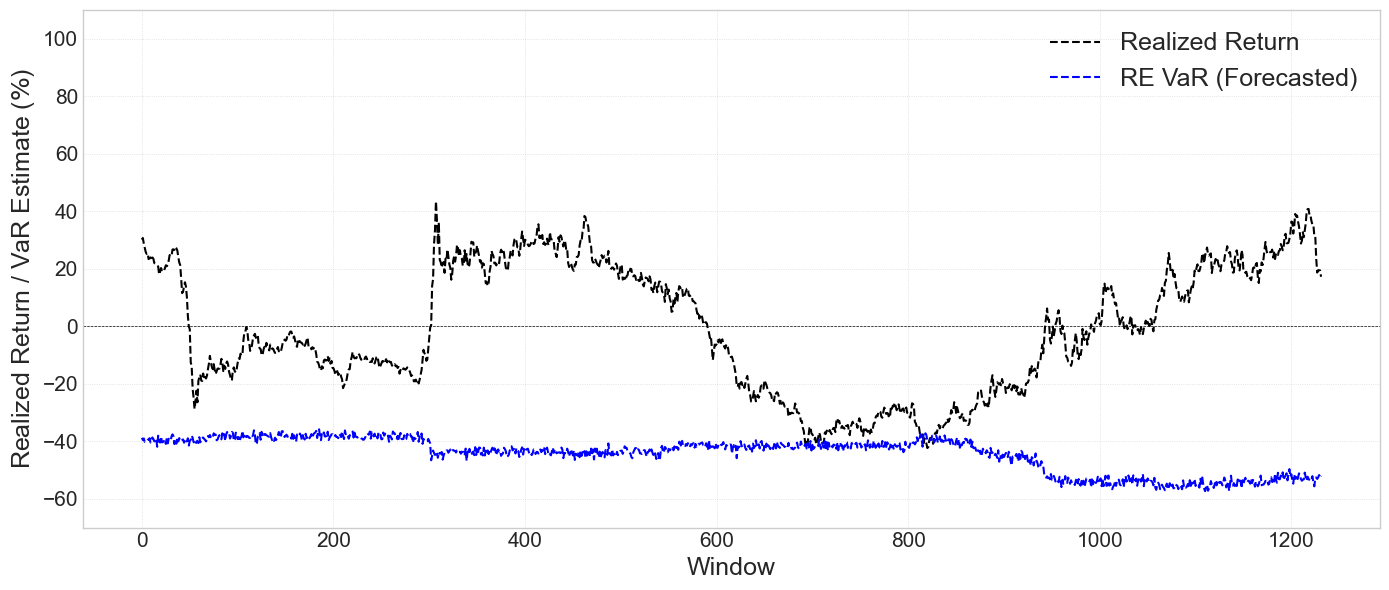 Realized Return
RE VaR (Forecasted)
Realized Return / VaR Estimate (%)
100
80
60
40
20
0
−20
−40
−60
0 200 400 600 800 1000 1200
Window